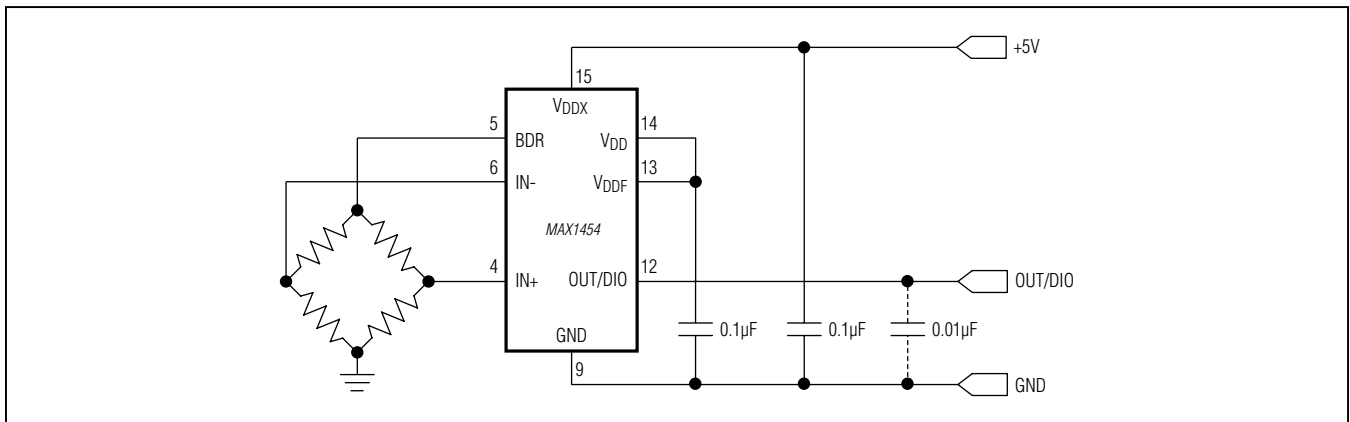 +5V
15
VDDX
5
BDR
14
VDD
6
IN-
13
VDDF
MAX1454
4
IN+
12
OUT/DIO
OUT/DIO
0.1µF
0.1µF
0.01µF
GND
9
GND